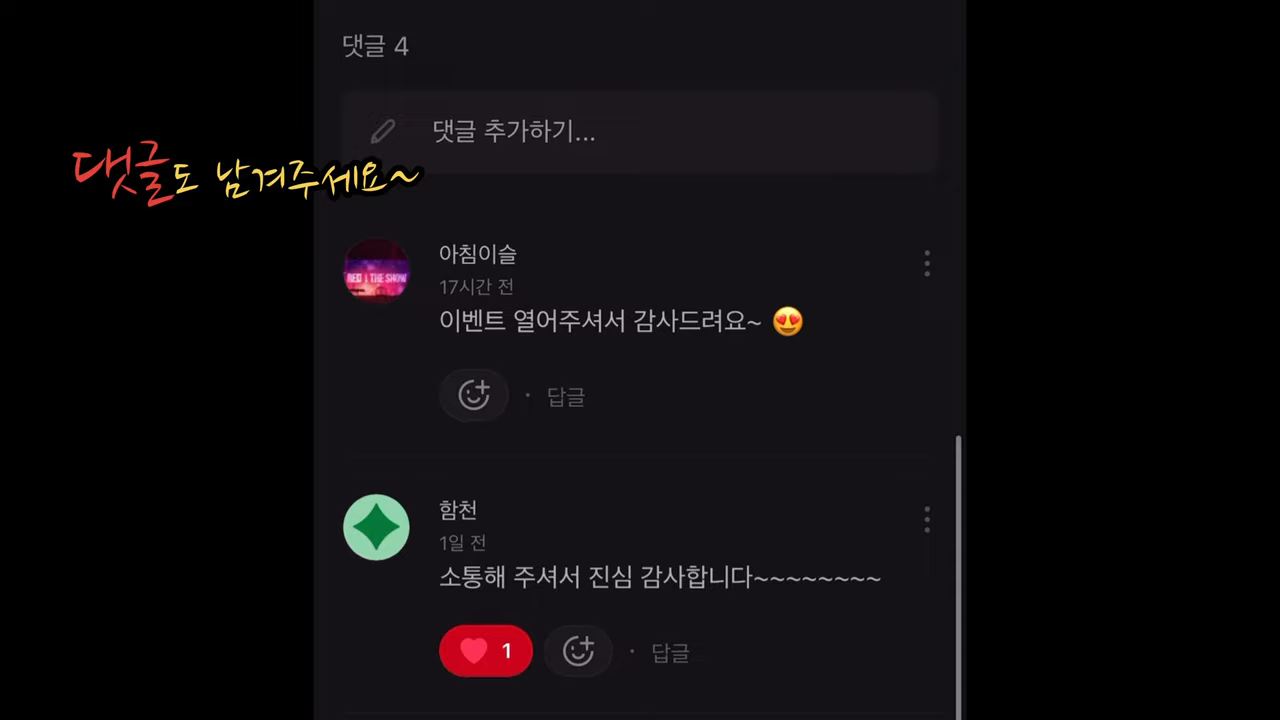 댓글 4
댓글 추가하기...
댓글도 남겨주세요~
아침이슬
RED I THE SHOW
17시간 전
이벤트 열어주셔서 감사드려요~ 😍
· 답글
함천
1일 전
소통해 주셔서 진심 감사합니다~~~~~~~~
1 · 답글